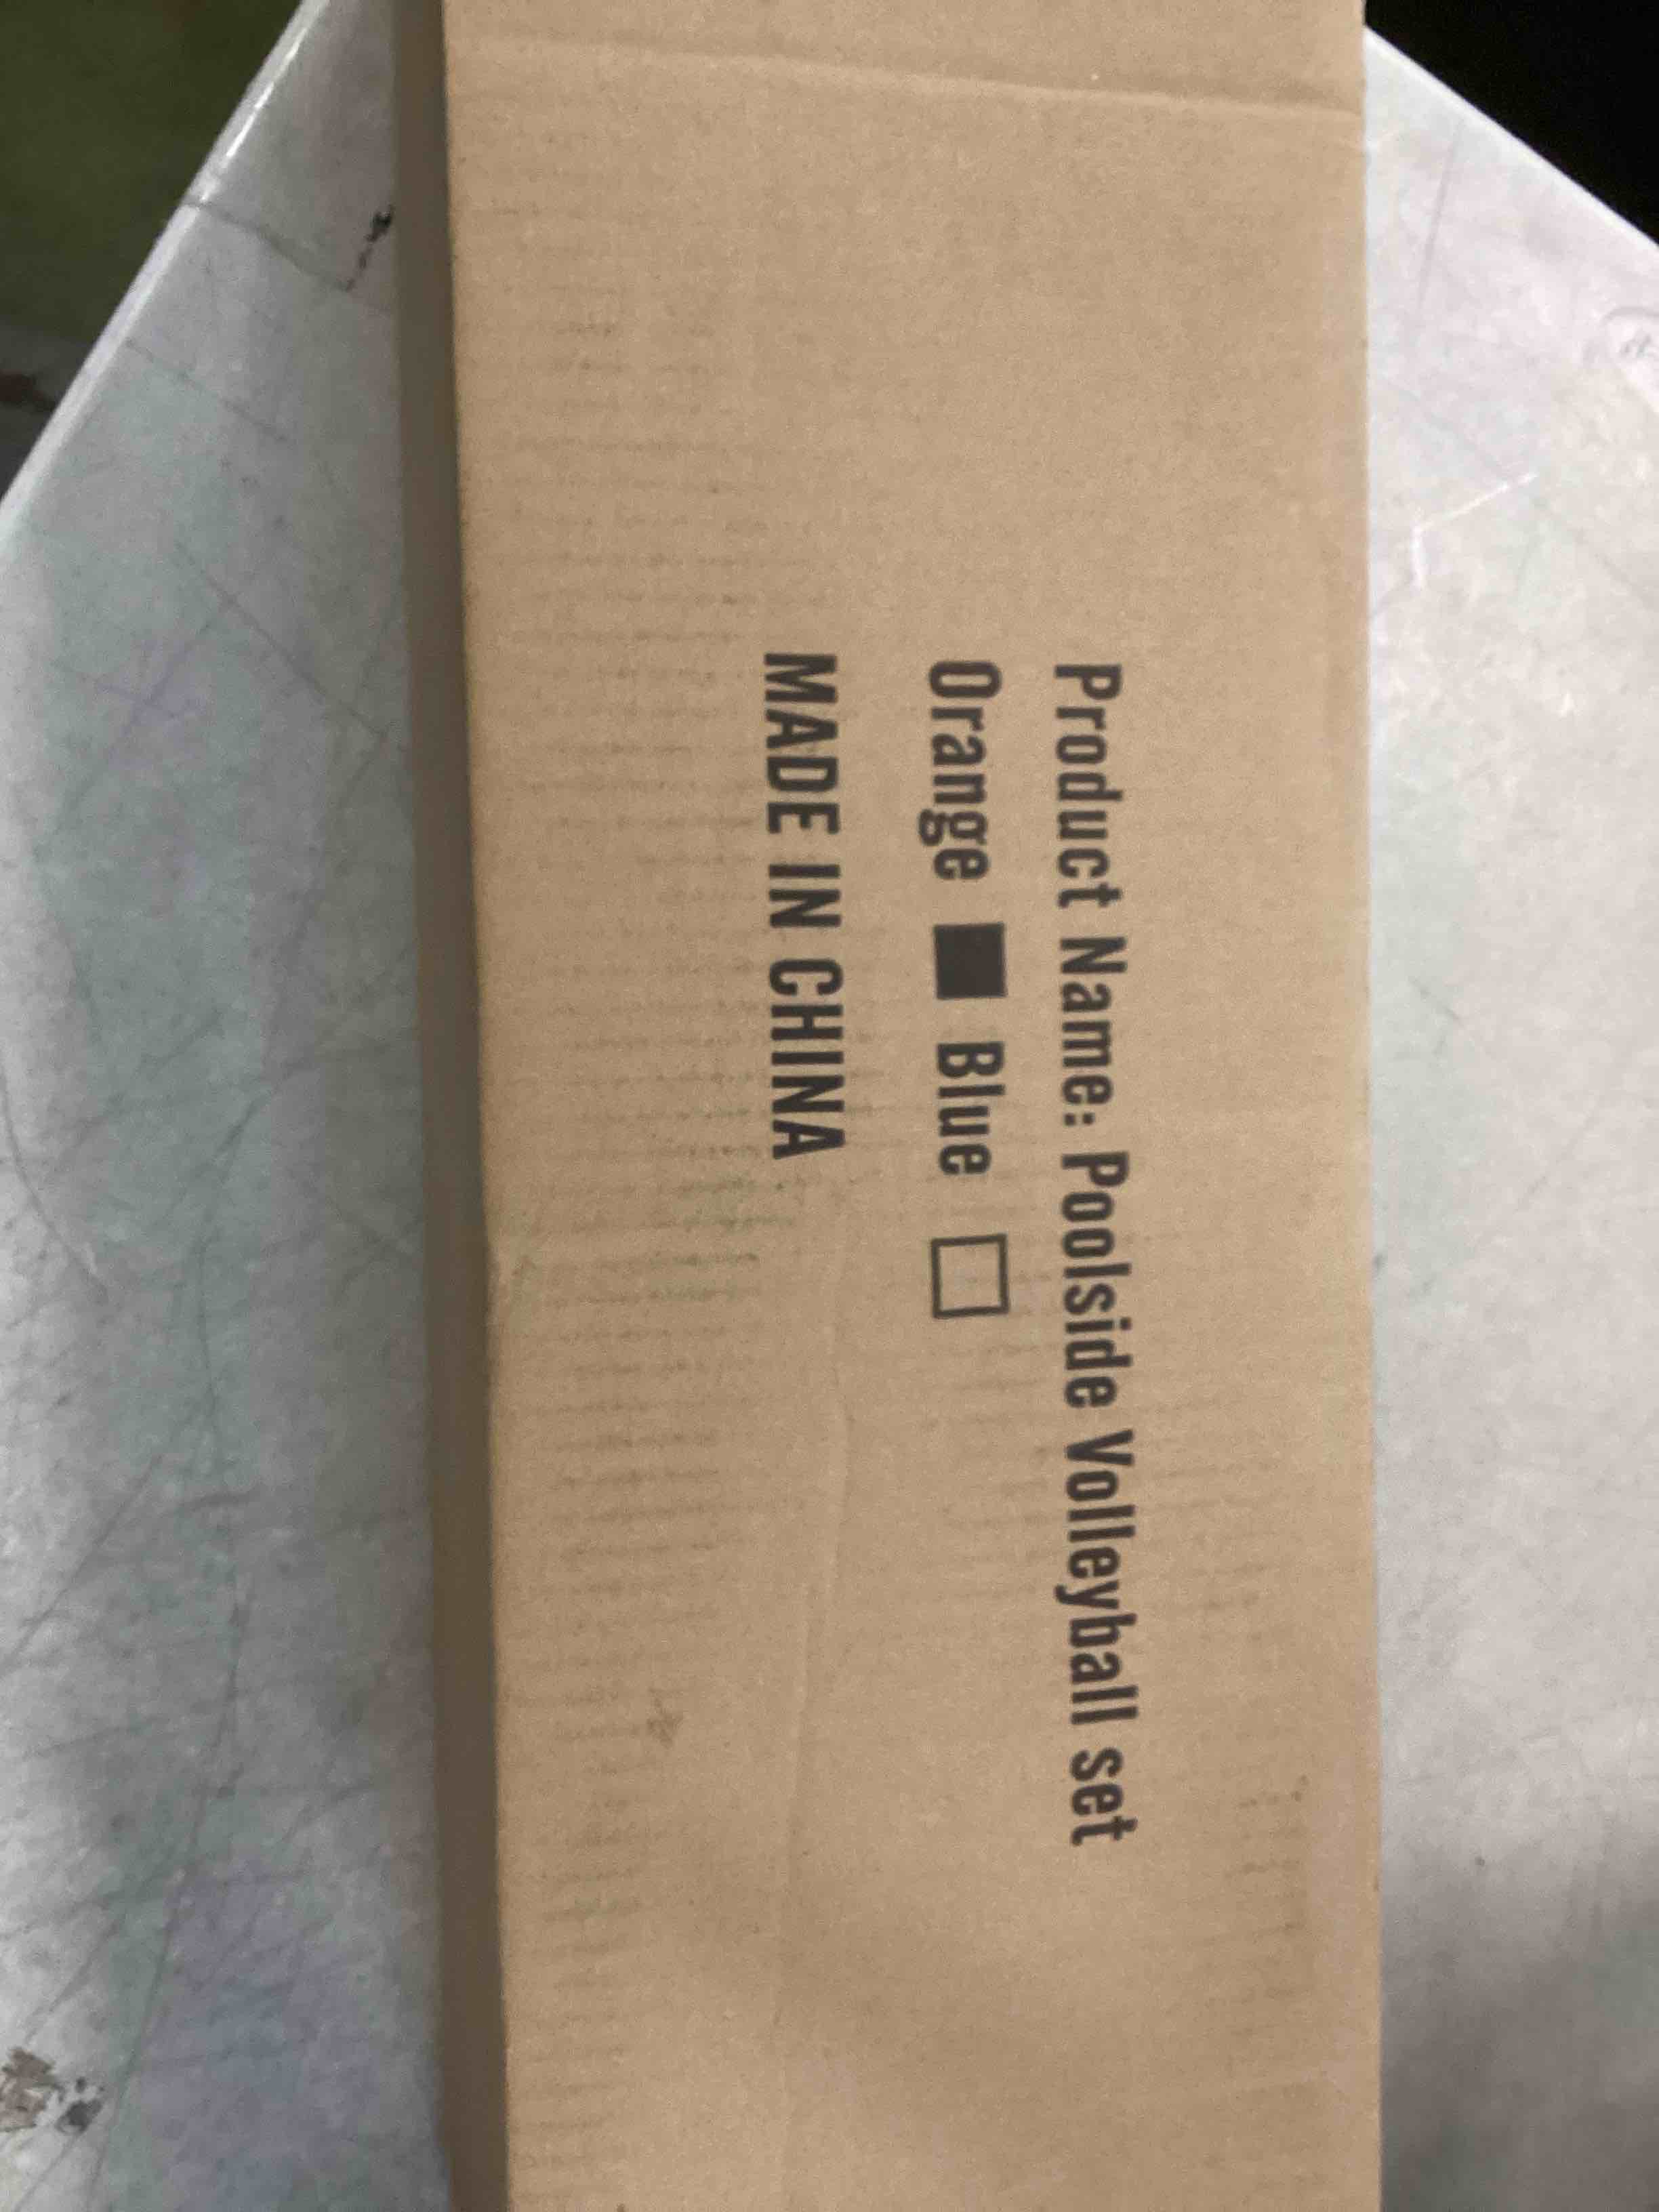 Product Name: Poolside Volleyball set
Orange ■ Blue □
MADE IN CHINA